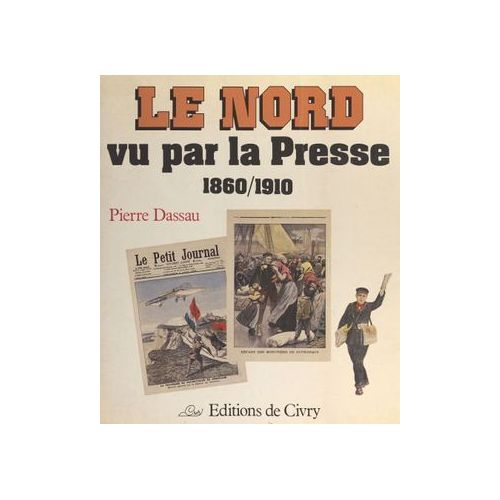 LE NORD
vu par la Presse
1860/1910
Pierre Dassau
Le Petit Journal
Editions de Civry